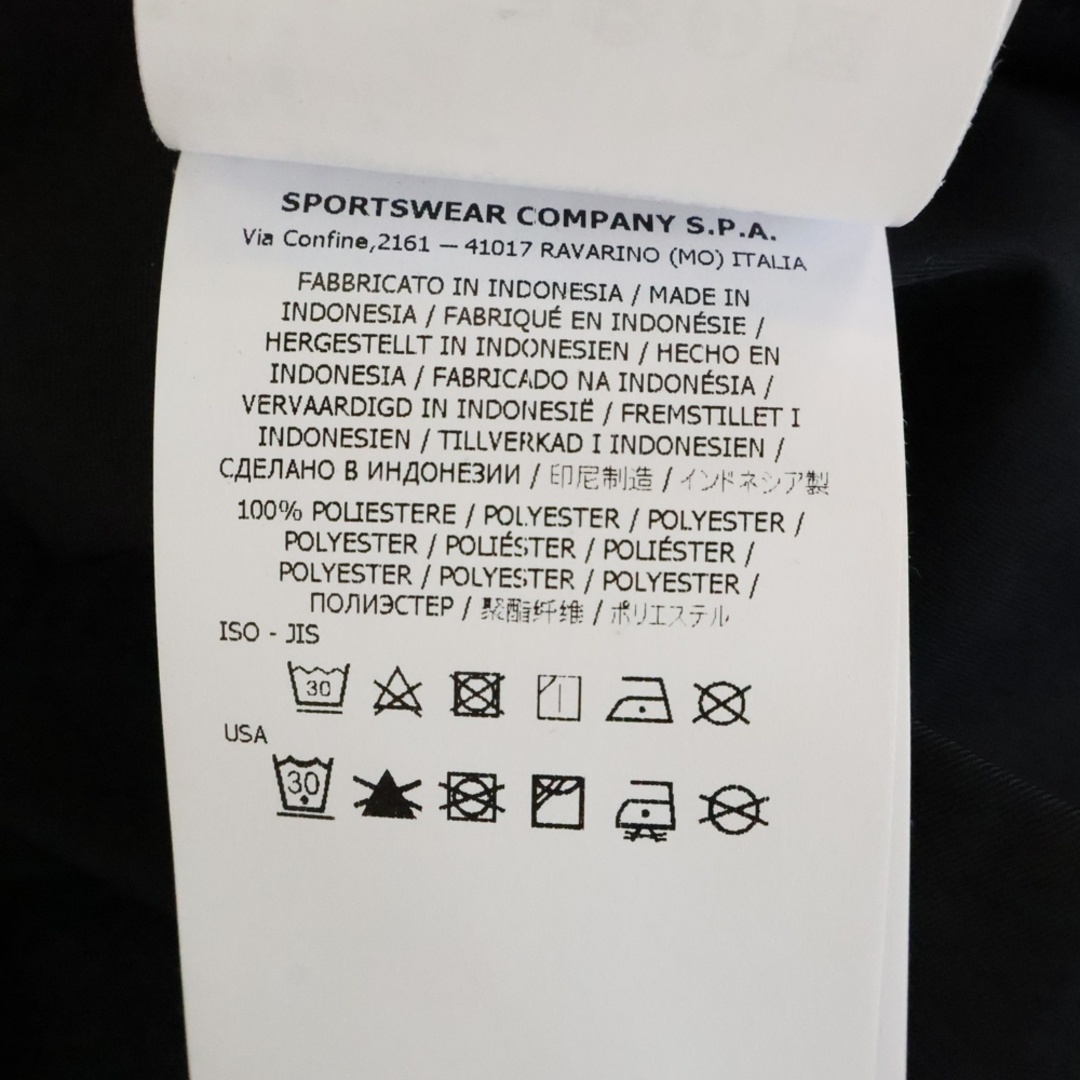 SPORTSWEAR COMPANY S.P.A.
Via Confine,2161 — 41017 RAVARINO (MO) ITALIA
FABBRICATO IN INDONESIA / MADE IN
INDONESIA / FABRIQUÉ EN INDONÉSIE /
HERGESTELLT IN INDONESIEN / HECHO EN
INDONESIA / FABRICADO NA INDONÉSIA /
VERVAARDIGD IN INDONESIË / FREMSTILLET I
INDONESIEN / TILLVERKAD I INDONESIEN /
СДЕЛАНО В ИНДОНЕЗИИ / 印尼制造 / インドネシア製
100% POLIESTERE / POLYESTER / POLYESTER /
POLYESTER / POLIÉSTER / POLIÉSTER /
POLYESTER / POLYESTER / POLYESTER /
ПОЛИЭСТЕР / 聚酯纤维 / ポリエステル
ISO - JIS
30
USA
30